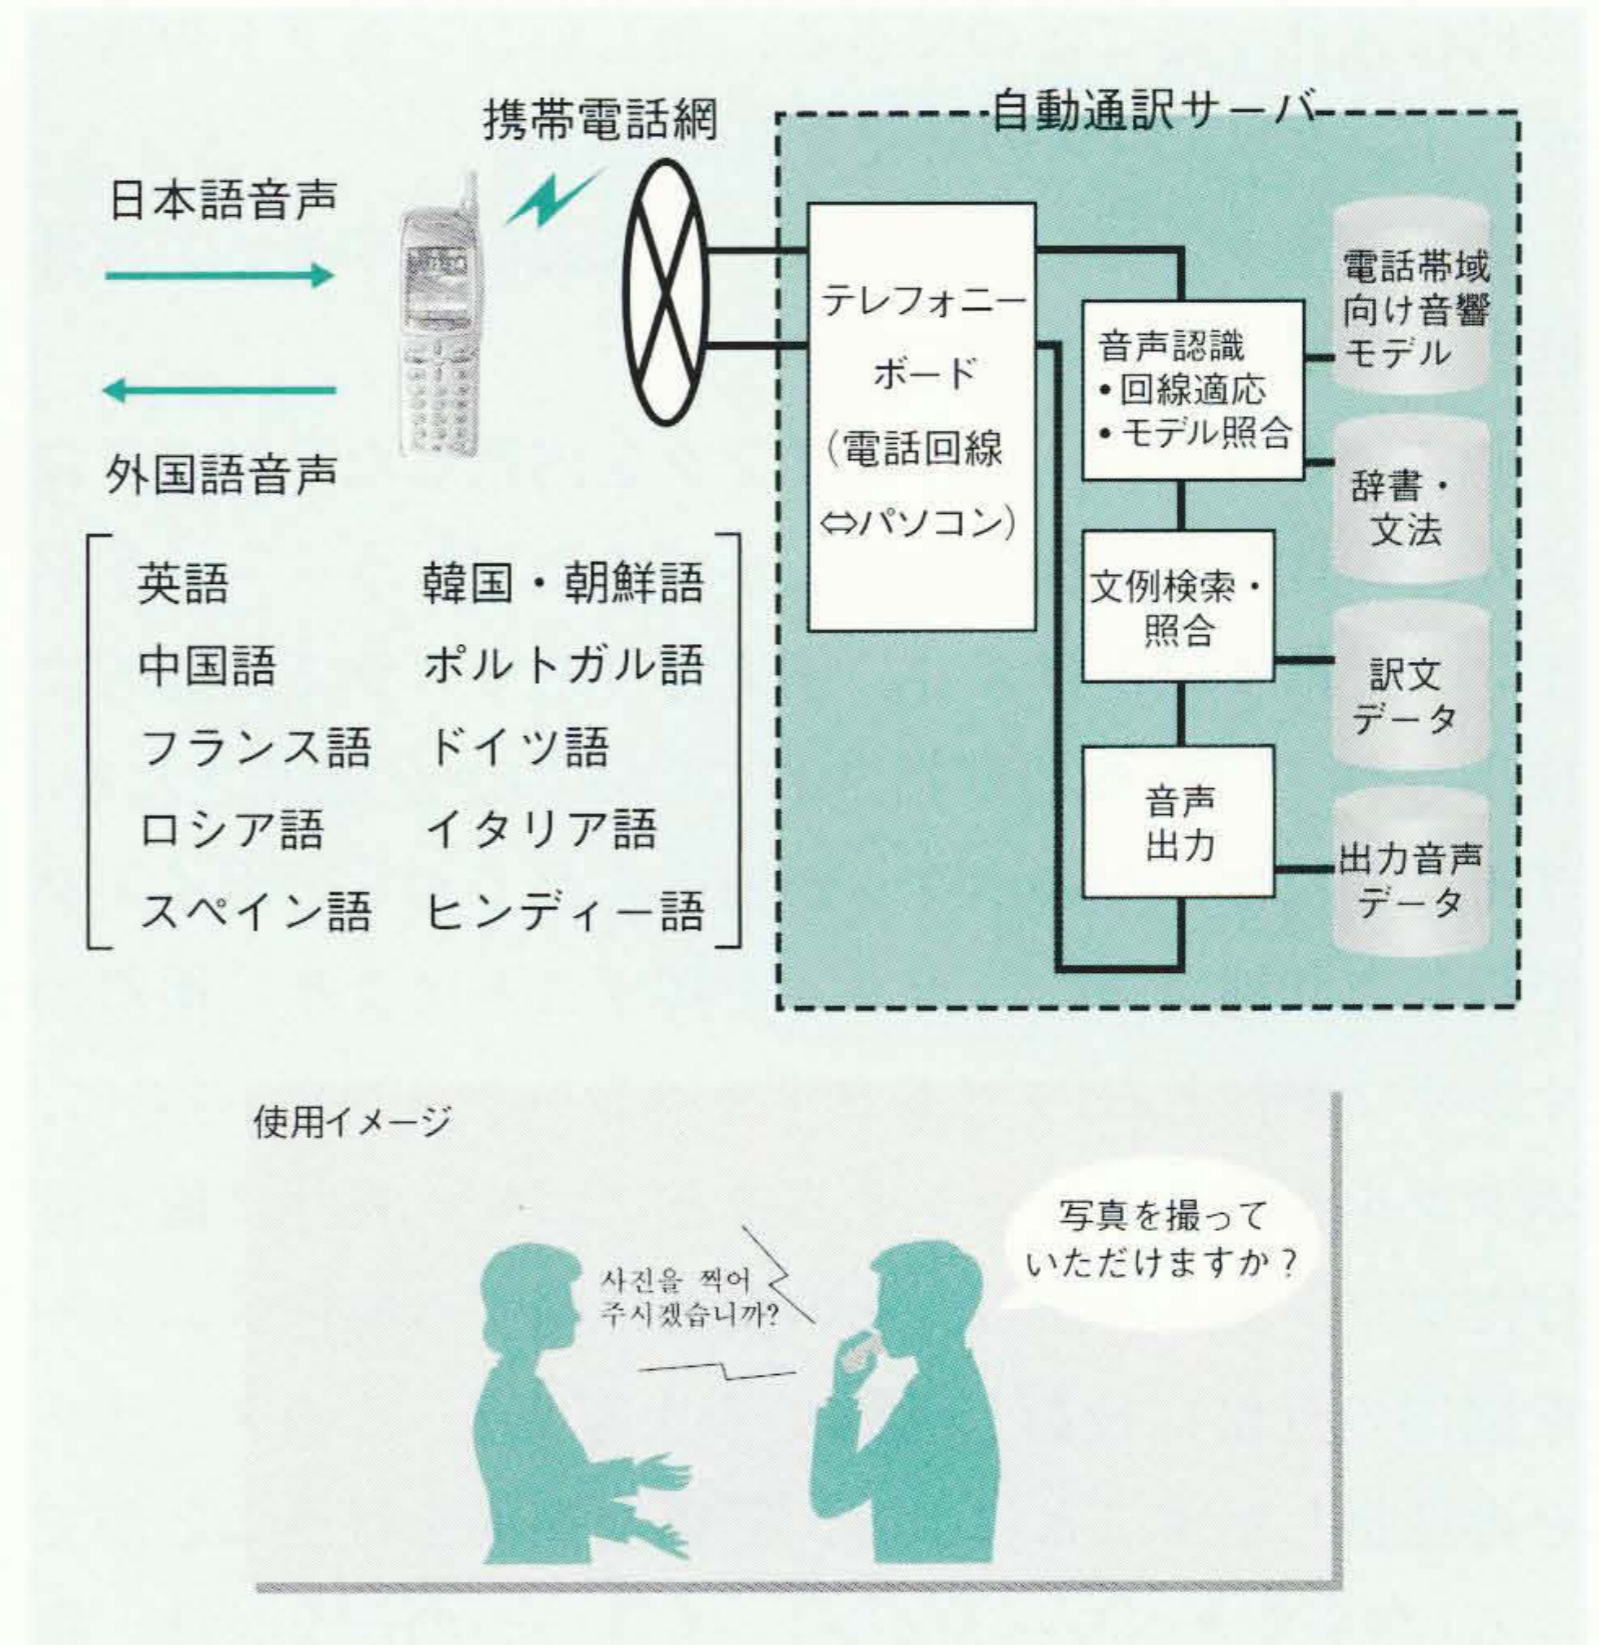 携帯電話網
自動通訳サーバ
日本語音声
外国語音声
英語
韓国・朝鮮語
中国語
ポルトガル語
フランス語
ドイツ語
ロシア語
イタリア語
スペイン語
ヒンディー語
テレフォニー
ボード
(電話回線
⇔パソコン)
音声認識
•回線適応
•モデル照合
文例検索・
照合
音声
出力
電話帯域
向け音響
モデル
辞書・
文法
訳文
データ
出力音声
データ
使用イメージ
사진을 찍어
주시겠습니까?
写真を撮って
いただけますか?